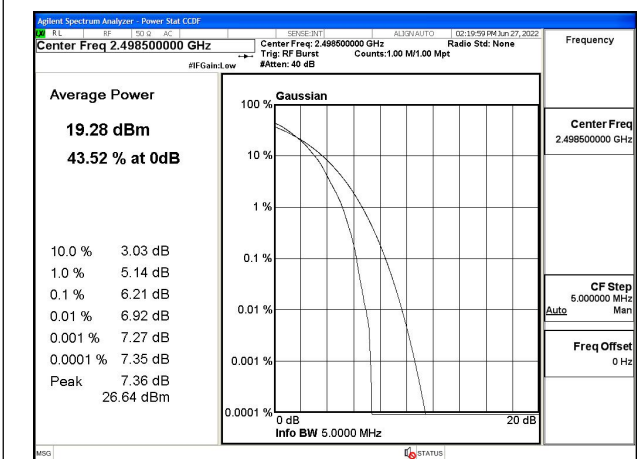 Agilent Spectrum Analyzer - Power Stat CCDF
RL RF 50 Ω AC SENSE:INT ALIGN AUTO 02:19:59 PM Jun 27, 2022
Center Freq 2.498500000 GHz
Center Freq: 2.498500000 GHz Radio Std: None
Trig: RF Burst Counts:1.00 M/1.00 Mpt
#IFGain:Low #Atten: 40 dB
Frequency
Average Power
19.28 dBm
43.52 % at 0dB
10.0 % 3.03 dB
1.0 % 5.14 dB
0.1 % 6.21 dB
0.01 % 6.92 dB
0.001 % 7.27 dB
0.0001 % 7.35 dB
Peak 7.36 dB
26.64 dBm
Gaussian
100 %
10 %
1 %
0.1 %
0.01 %
0.001 %
0.0001 %
0 dB 20 dB
Info BW 5.0000 MHz
Center Freq
2.498500000 GHz
CF Step
5.000000 MHz
Auto Man
Freq Offset
0 Hz
MSG STATUS